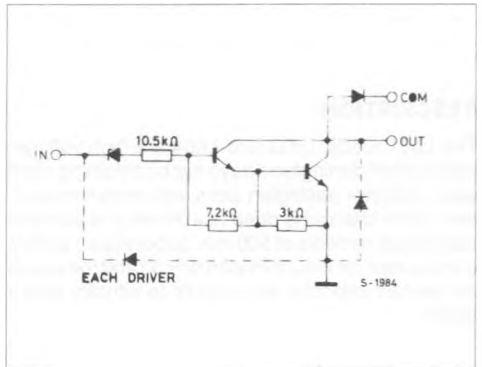 COM
OUT
10.5kΩ
IN
7.2kΩ
3kΩ
EACH DRIVER
S-1984